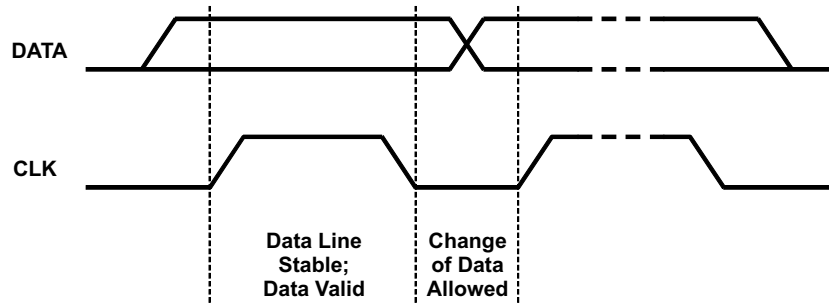 DATA
CLK
Data Line
Stable;
Data Valid
Change
of Data
Allowed